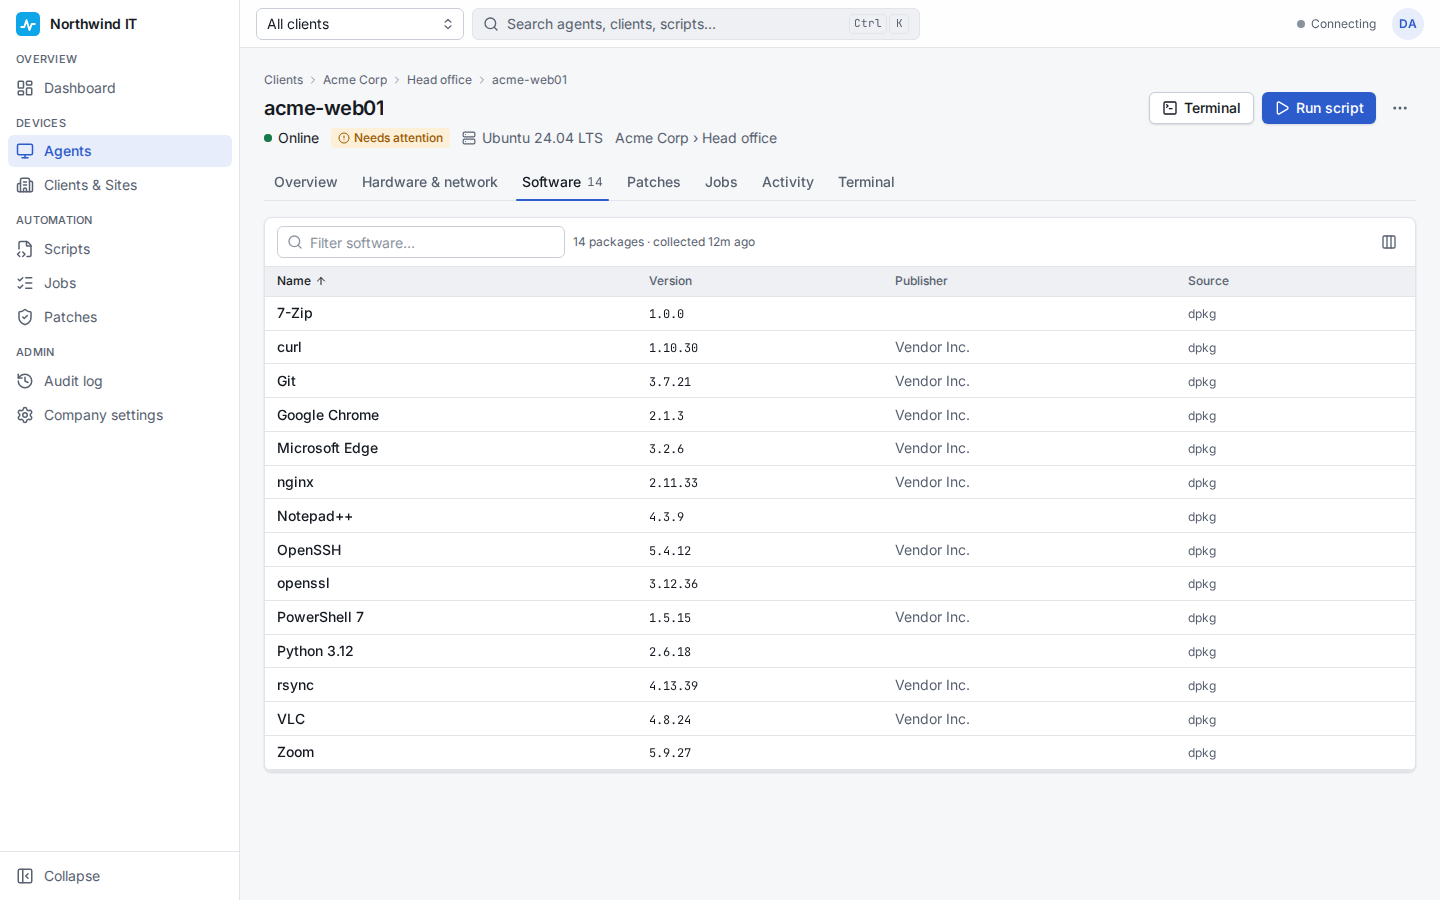 Northwind IT
All clients
Search agents, clients, scripts...
Ctrl K
Connecting
DA
OVERVIEW
Dashboard
DEVICES
Agents
Clients & Sites
AUTOMATION
Scripts
Jobs
Patches
ADMIN
Audit log
Company settings
Collapse
Clients > Acme Corp > Head office > acme-web01
acme-web01
Terminal
Run script
Online Needs attention Ubuntu 24.04 LTS Acme Corp › Head office
Overview Hardware & network Software 14 Patches Jobs Activity Terminal
Filter software...
14 packages · collected 12m ago
Name ↑ Version Publisher Source
7-Zip 1.0.0 dpkg
curl 1.10.30 Vendor Inc. dpkg
Git 3.7.21 Vendor Inc. dpkg
Google Chrome 2.1.3 Vendor Inc. dpkg
Microsoft Edge 3.2.6 Vendor Inc. dpkg
nginx 2.11.33 Vendor Inc. dpkg
Notepad++ 4.3.9 dpkg
OpenSSH 5.4.12 Vendor Inc. dpkg
openssl 3.12.36 dpkg
PowerShell 7 1.5.15 Vendor Inc. dpkg
Python 3.12 2.6.18 dpkg
rsync 4.13.39 Vendor Inc. dpkg
VLC 4.8.24 Vendor Inc. dpkg
Zoom 5.9.27 dpkg